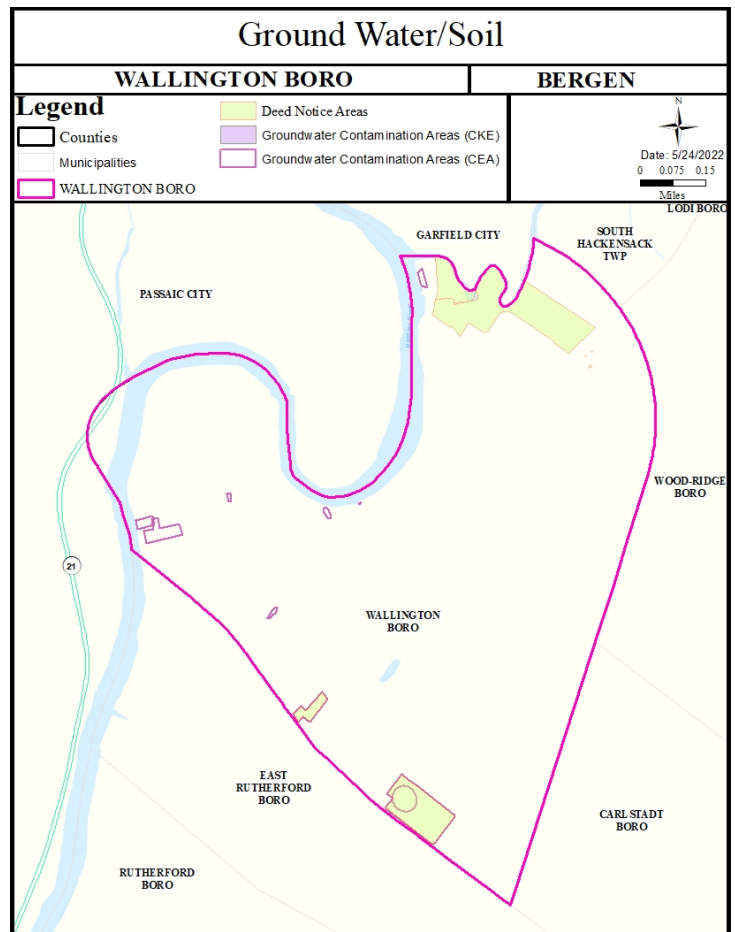 Ground Water/Soil
WALLINGTON BORO
BERGEN
Legend
Counties
Municipalities
WALLINGTON BORO
Deed Notice Areas
Groundwater Contamination Areas (CKE)
Groundwater Contamination Areas (CEA)
N
Date: 5/24/2022
0 0.075 0.15
Miles
LODI BORO
GARFIELD CITY
SOUTH
HACKENSACK
TWP
PASSAIC CITY
WOOD-RIDGE
BORO
21
WALLINGTON
BORO
EAST
RUTHERFORD
BORO
CARLSTADT
BORO
RUTHERFORD
BORO